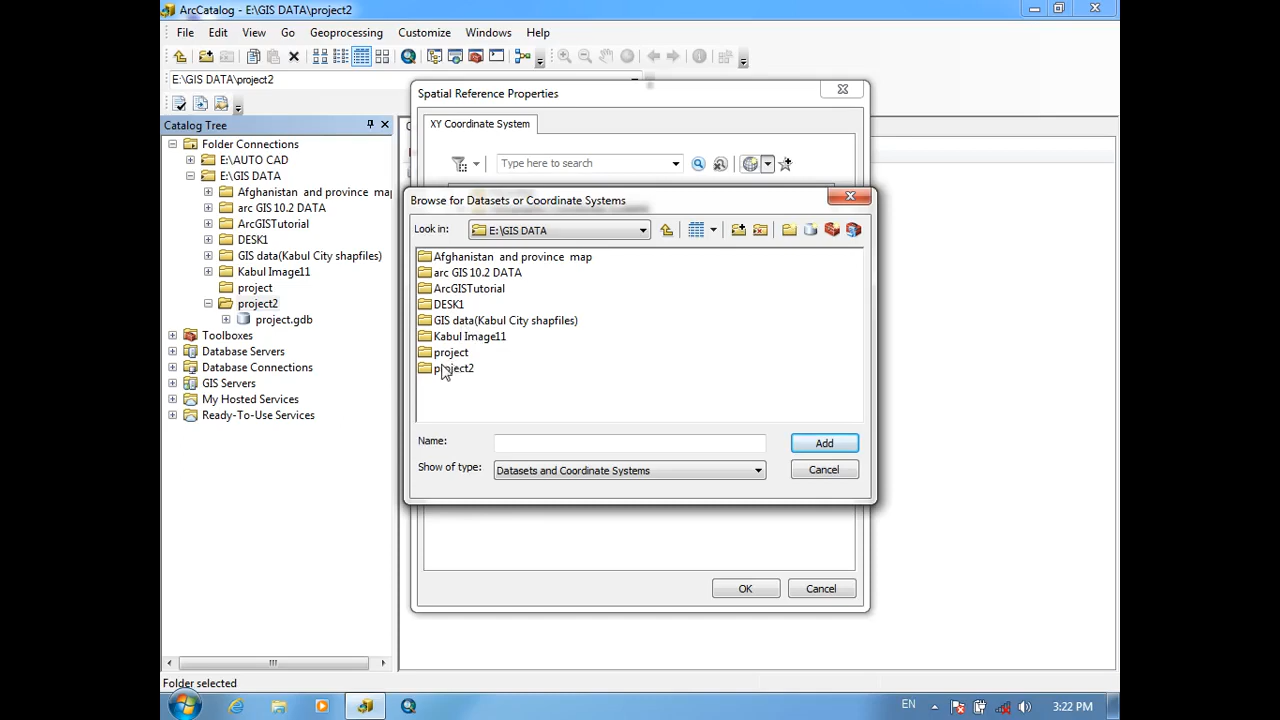 ArcCatalog - E:\GIS DATA\project2
File Edit View Go Geoprocessing Customize Windows Help
E:\GIS DATA\project2
Catalog Tree
Folder Connections
E:\AUTO CAD
E:\GIS DATA
Afghanistan and province map
arc GIS 10.2 DATA
ArcGISTutorial
DESK1
GIS data(Kabul City shapfiles)
Kabul Image11
project
project2
project.gdb
Toolboxes
Database Servers
Database Connections
GIS Servers
My Hosted Services
Ready-To-Use Services
Spatial Reference Properties
XY Coordinate System
Type here to search
Browse for Datasets or Coordinate Systems
Look in: E:\GIS DATA
Afghanistan and province map
arc GIS 10.2 DATA
ArcGISTutorial
DESK1
GIS data(Kabul City shapfiles)
Kabul Image11
project
project2
Name:
Add
Show of type: Datasets and Coordinate Systems
Cancel
OK Cancel
Folder selected
EN 3:22 PM